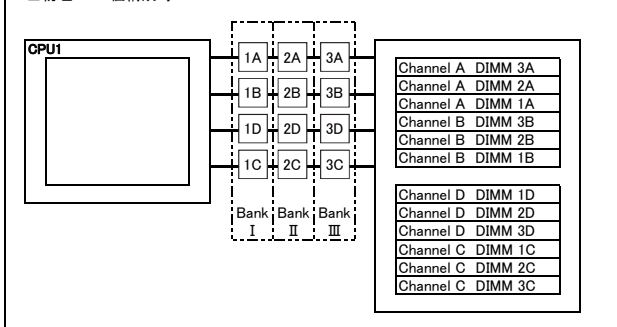 CPU1
1A 2A 3A
1B 2B 3B
1D 2D 3D
1C 2C 3C
Bank Bank Bank
Ⅰ Ⅱ Ⅲ
Channel A DIMM 3A
Channel A DIMM 2A
Channel A DIMM 1A
Channel B DIMM 3B
Channel B DIMM 2B
Channel B DIMM 1B
Channel D DIMM 1D
Channel D DIMM 2D
Channel D DIMM 3D
Channel C DIMM 1C
Channel C DIMM 2C
Channel C DIMM 3C